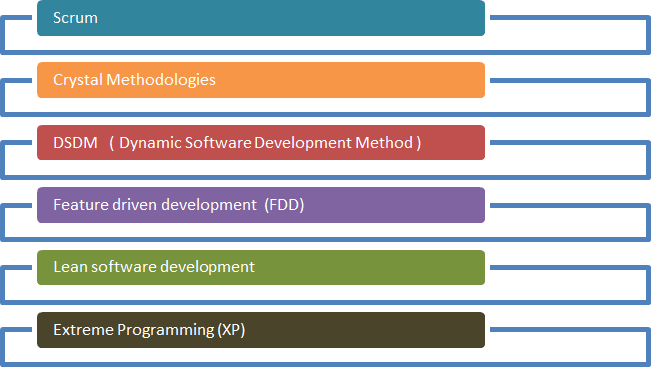 Scrum
Crystal Methodologies
DSDM ( Dynamic Software Development Method )
Feature driven development (FDD)
Lean software development
Extreme Programming (XP)